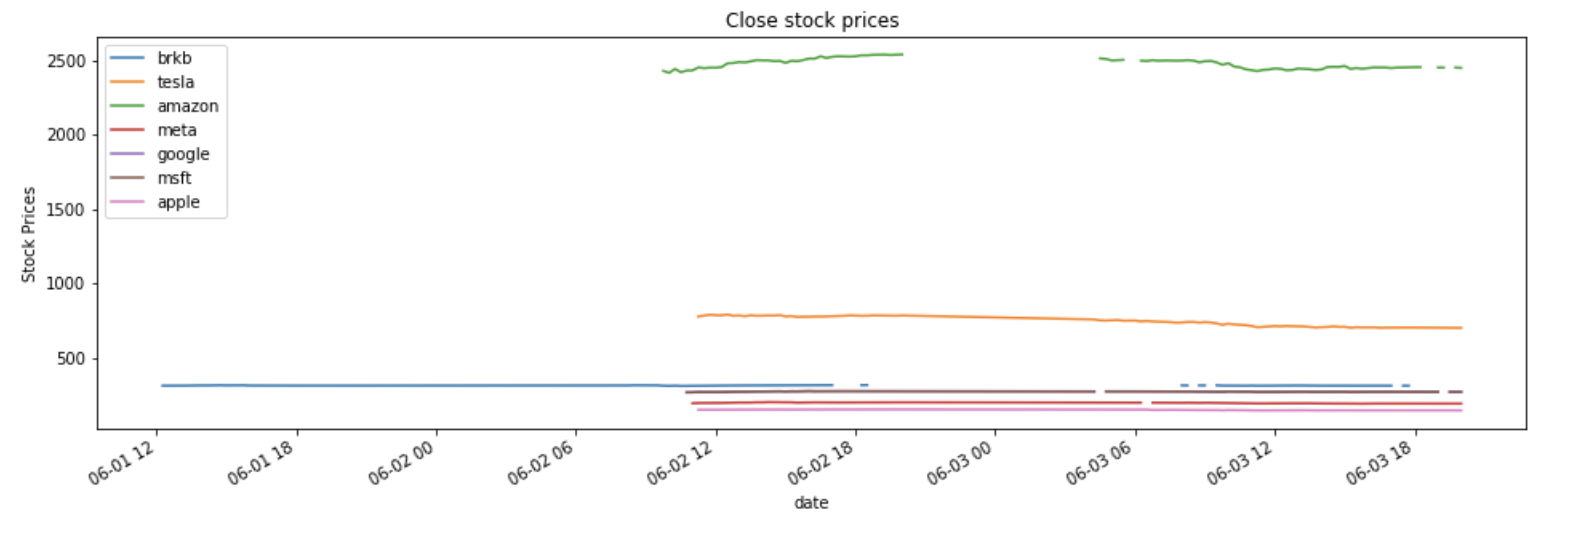 Close stock prices
brkb
tesla
amazon
meta
google
msft
apple
Stock Prices
2500
2000
1500
1000
500
06-01 12
06-01 18
06-02 00
06-02 06
06-02 12
06-02 18
06-03 00
06-03 06
06-03 12
06-03 18
date